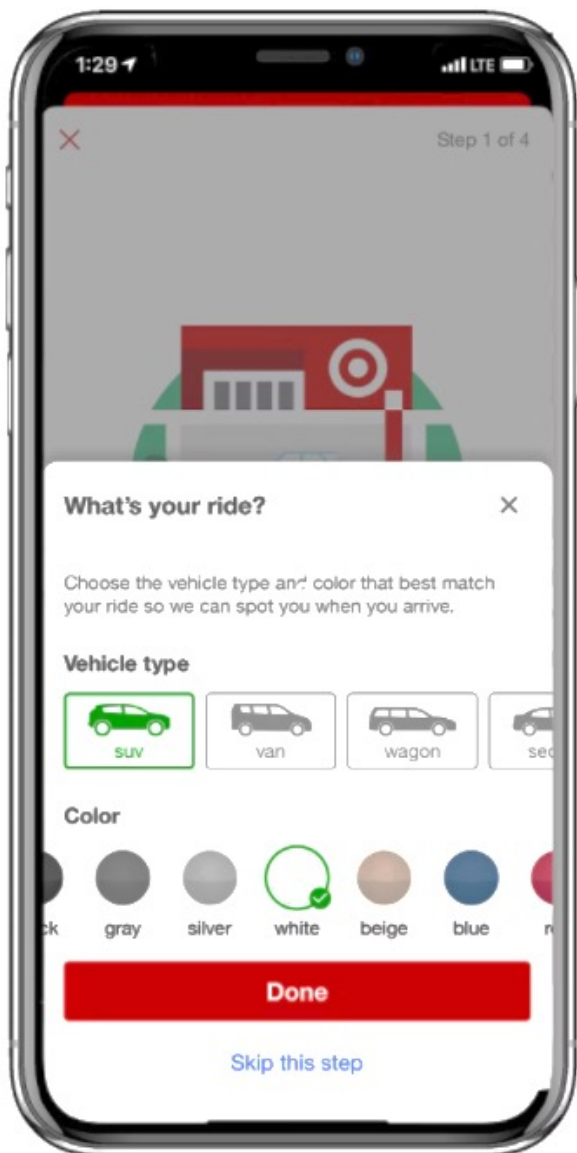 1:29
LTE
Step 1 of 4
What's your ride?
Choose the vehicle type and color that best match
your ride so we can spot you when you arrive.
Vehicle type
suv
van
wagon
sec
Color
ck
gray
silver
white
beige
blue
r
Done
Skip this step